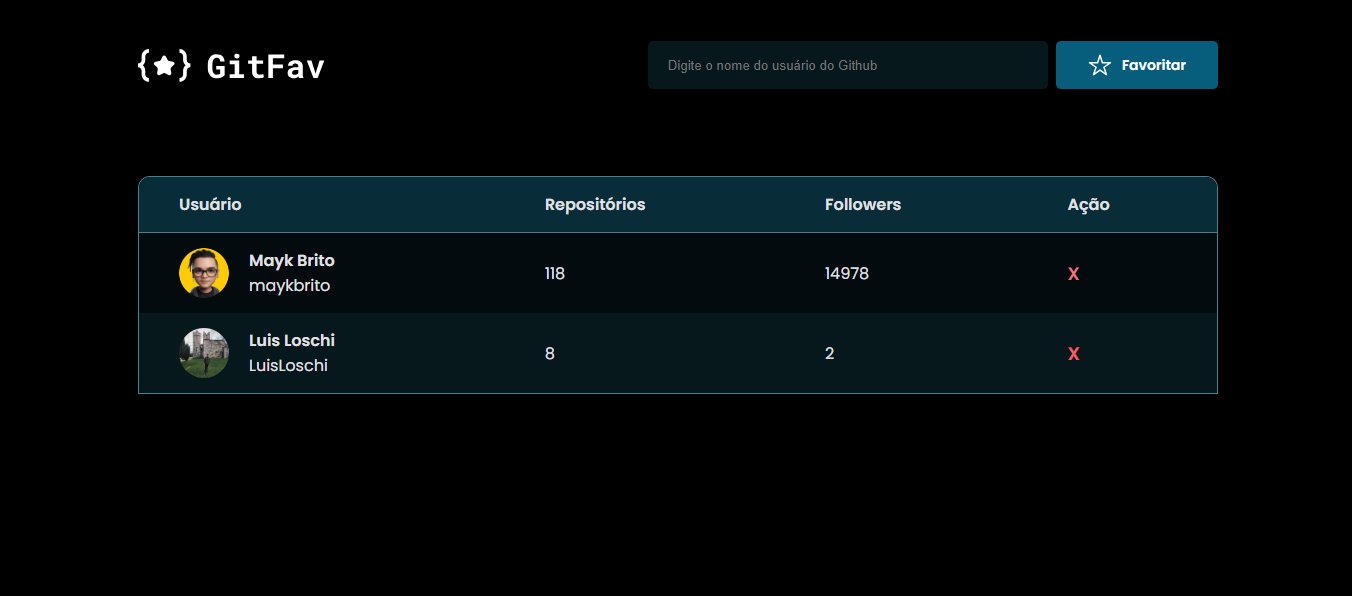 {★} GitFav
Digite o nome do usuário do Github
Favoritar
Usuário Repositórios Followers Ação
Mayk Brito
maykbrito
118 14978 X
Luis Loschi
LuisLoschi
8 2 X